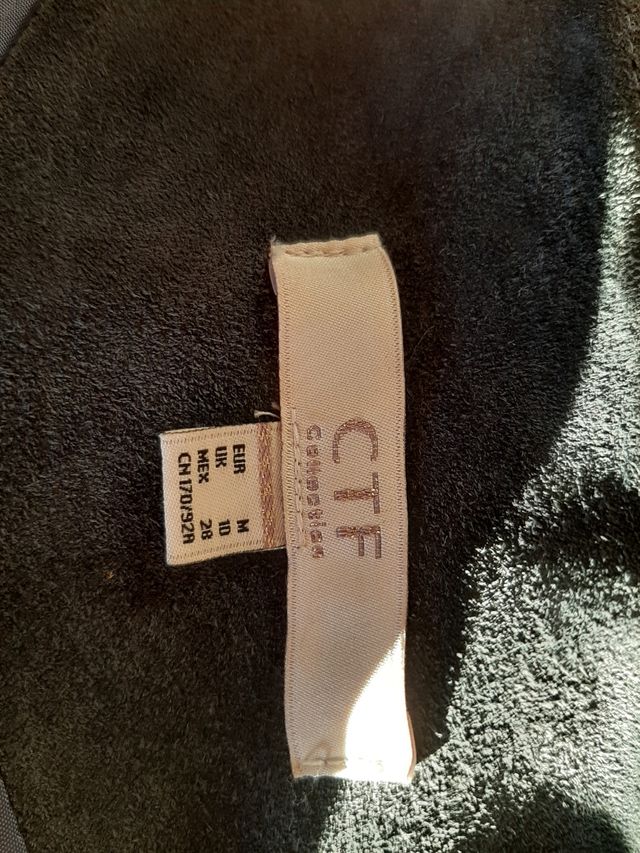 CTF
Collection
EUR M
UK 10
MEX 28
CN 170/92A